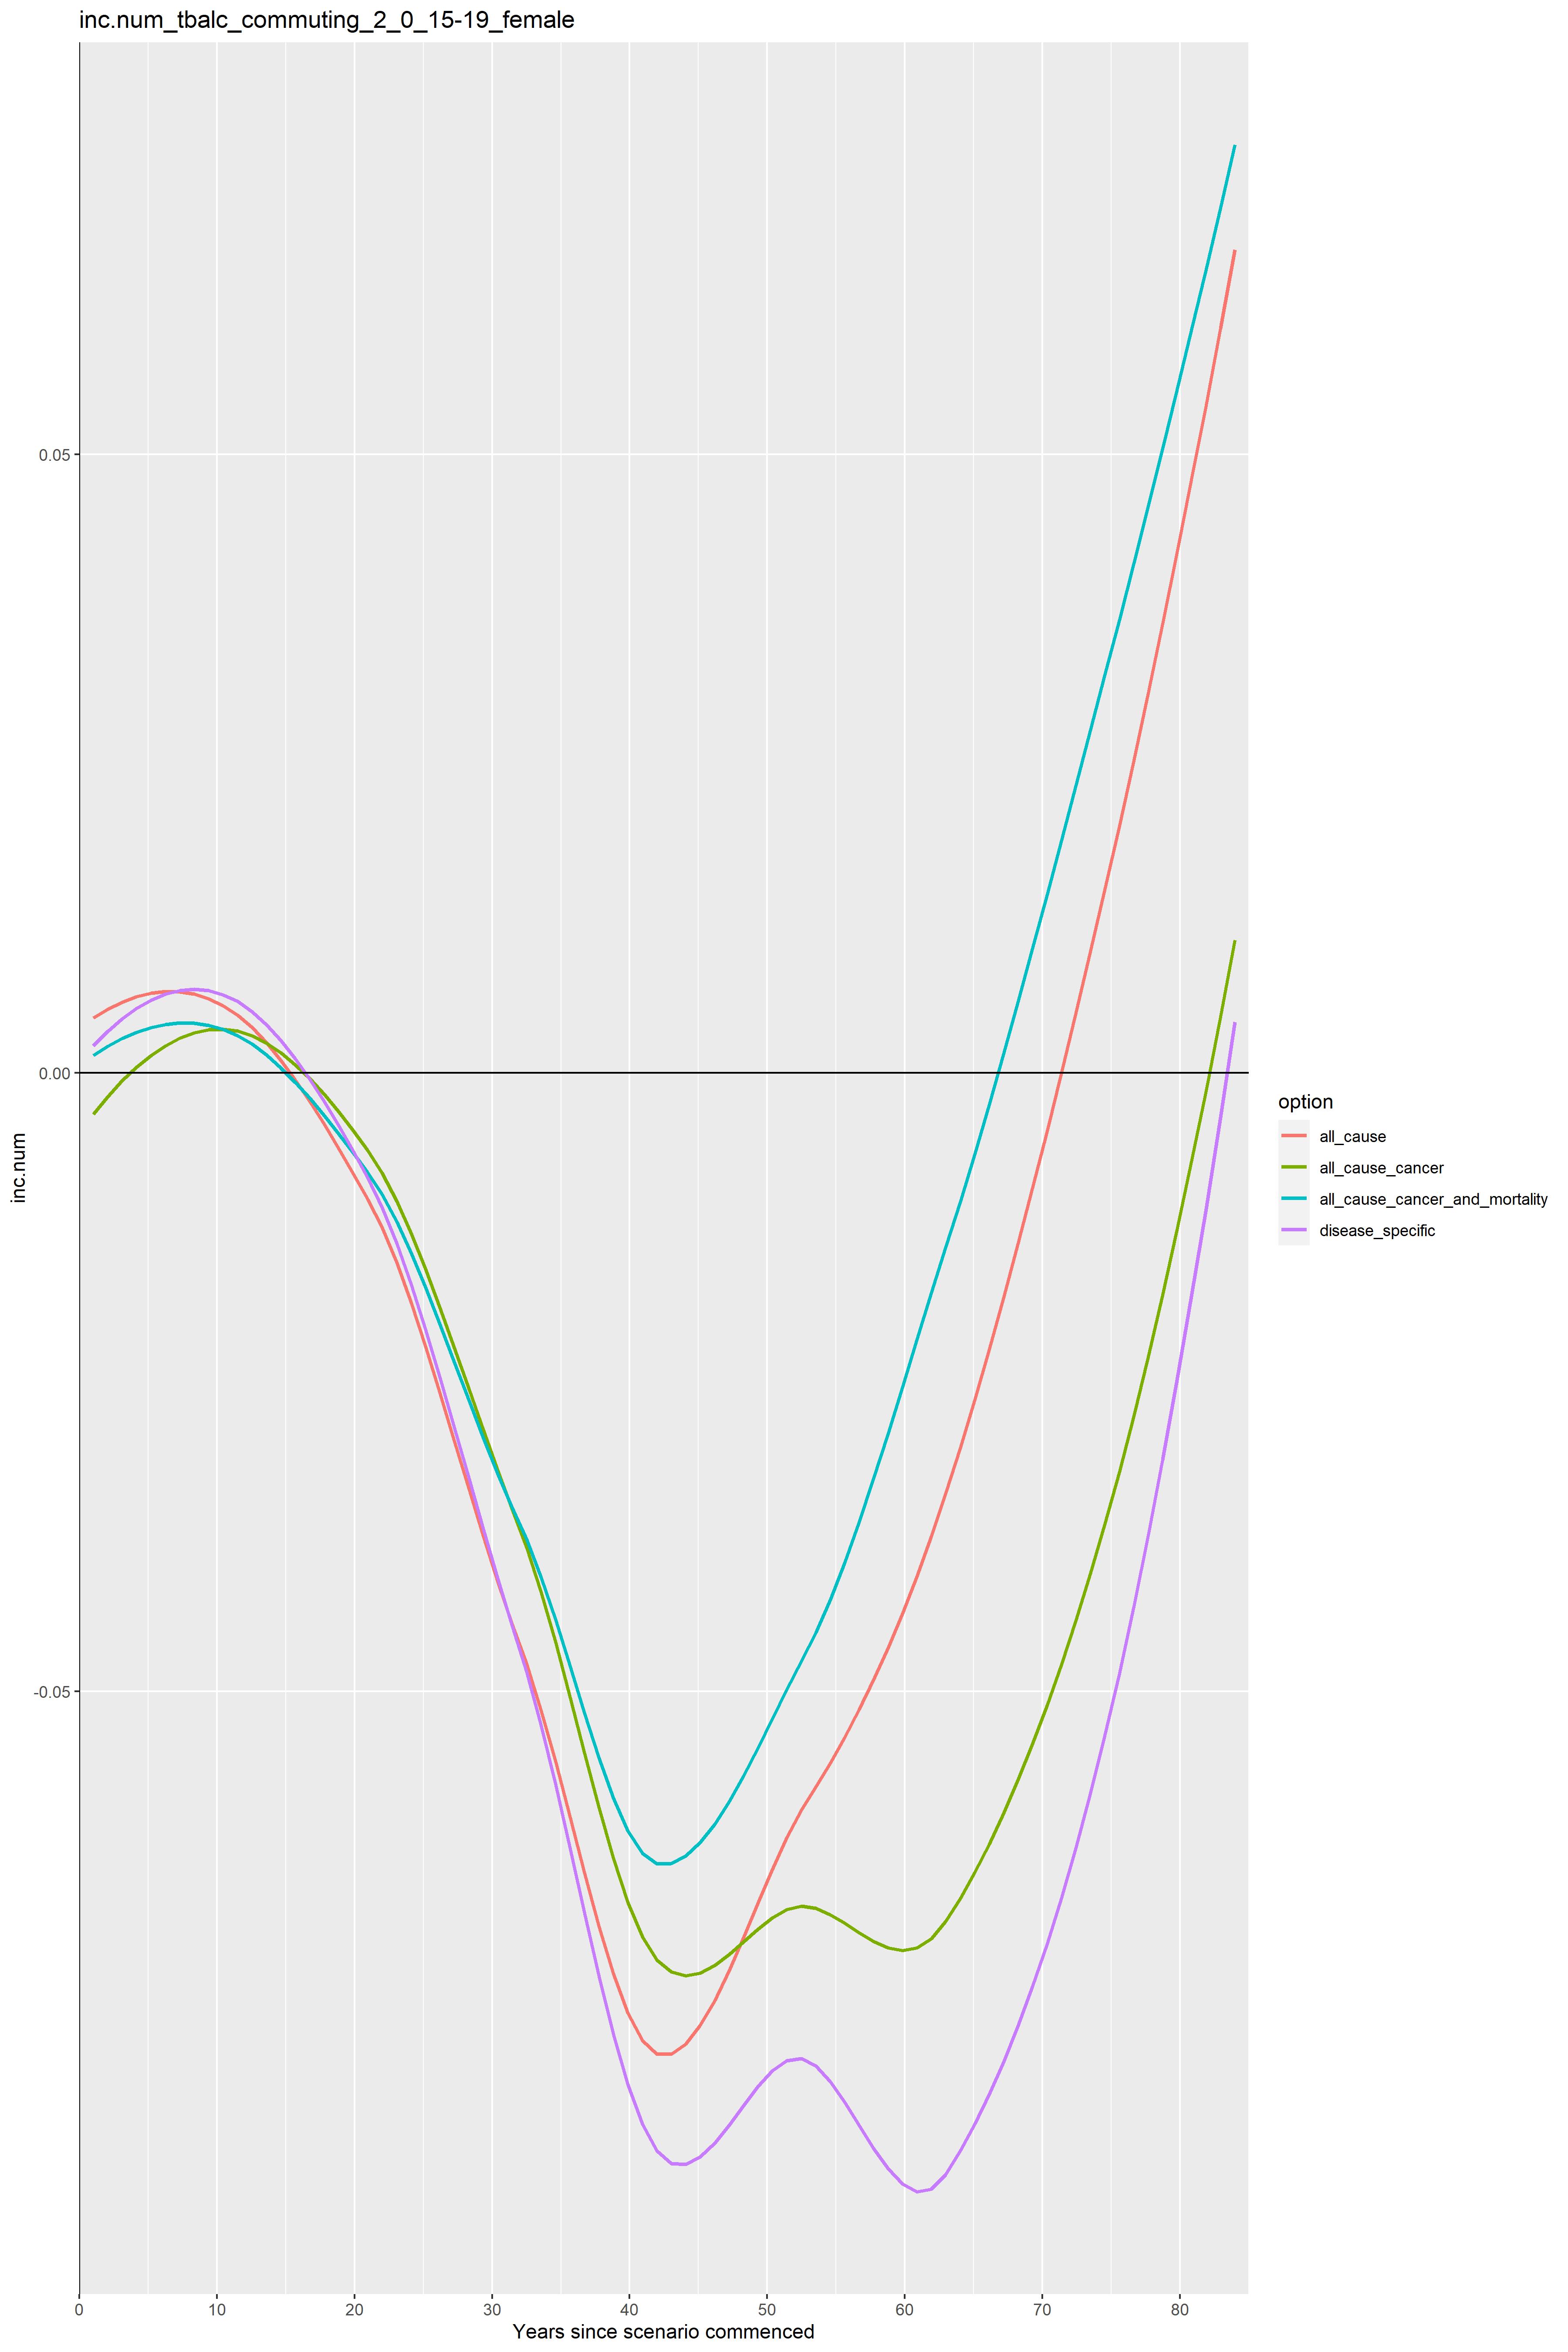 inc.num_tbalc_commuting_2_0_15-19_female
0.05
0.00
-0.05
inc.num
0 10 20 30 40 50 60 70 80
Years since scenario commenced
option
all_cause
all_cause_cancer
all_cause_cancer_and_mortality
disease_specific